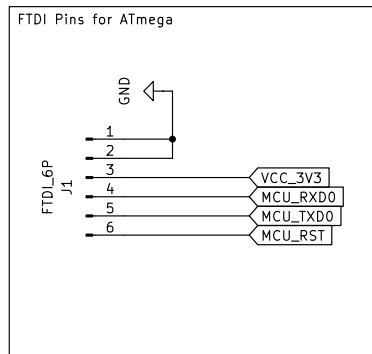 FTDI Pins for ATmega
GND
FTDI_6P
J1
1
2
3
VCC_3V3
4
MCU_RXD0
5
MCU_TXD0
6
MCU_RST